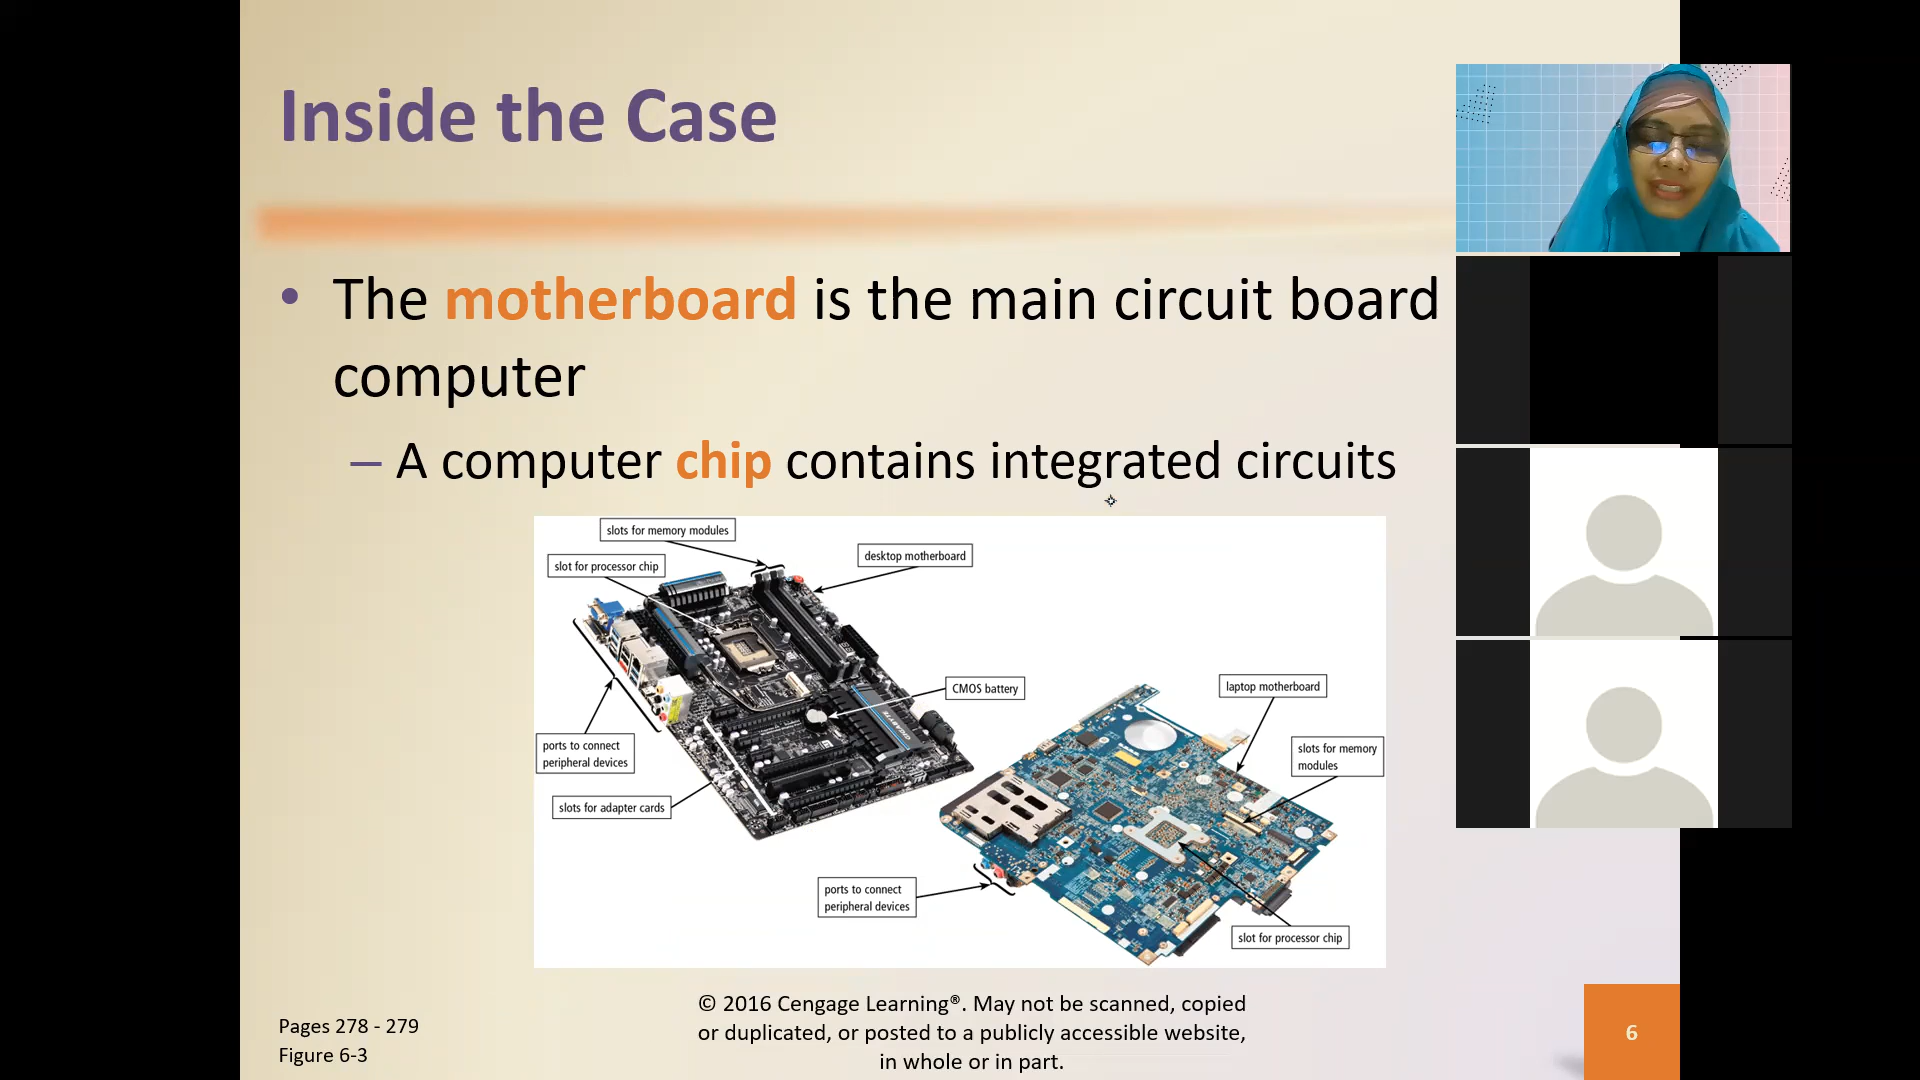 Inside the Case
• The motherboard is the main circuit board
computer
– A computer chip contains integrated circuits
slots for memory modules
slot for processor chip
desktop motherboard
CMOS battery
ports to connect
peripheral devices
slots for adapter cards
GIGABYTE
laptop motherboard
slots for memory
modules
ports to connect
peripheral devices
slot for processor chip
Pages 278 - 279
Figure 6-3
© 2016 Cengage Learning®. May not be scanned, copied
or duplicated, or posted to a publicly accessible website,
in whole or in part.
6